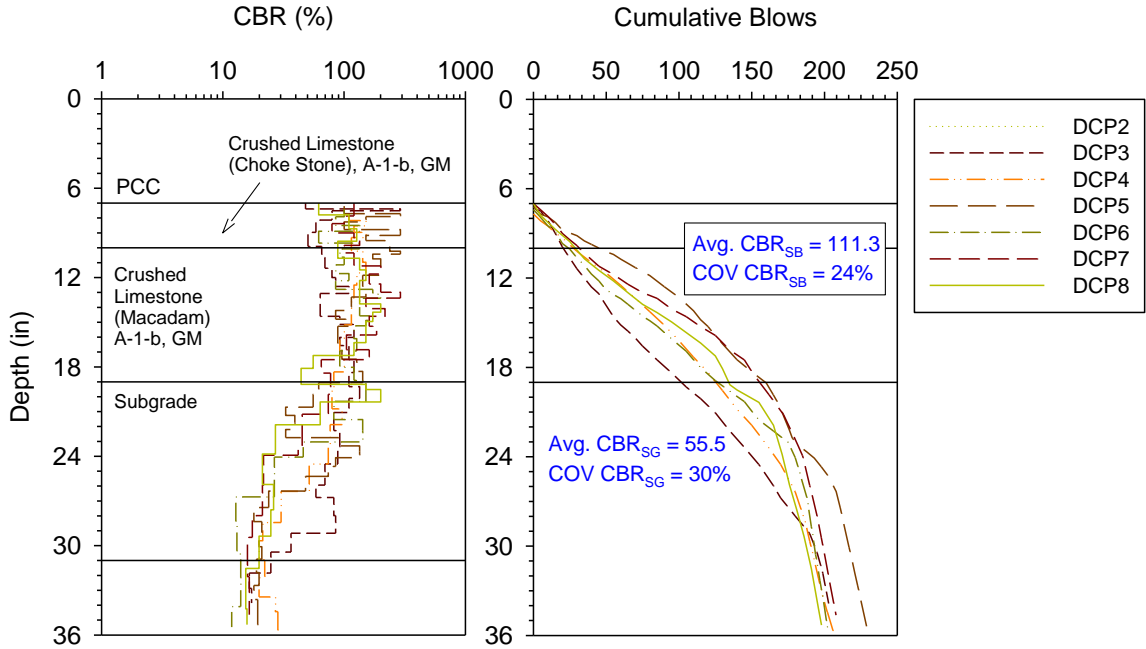 CBR (%)
1 10 100 1000
Cumulative Blows
0 50 100 150 200 250
Depth (in)
0
6
12
18
24
30
36
PCC
Crushed Limestone
(Choke Stone), A-1-b, GM
Crushed
Limestone
(Macadam)
A-1-b, GM
Subgrade
0
6
12
18
24
30
36
Avg. CBRSB = 111.3
COV CBRSB = 24%
Avg. CBRSG = 55.5
COV CBRSG = 30%
DCP2
DCP3
DCP4
DCP5
DCP6
DCP7
DCP8